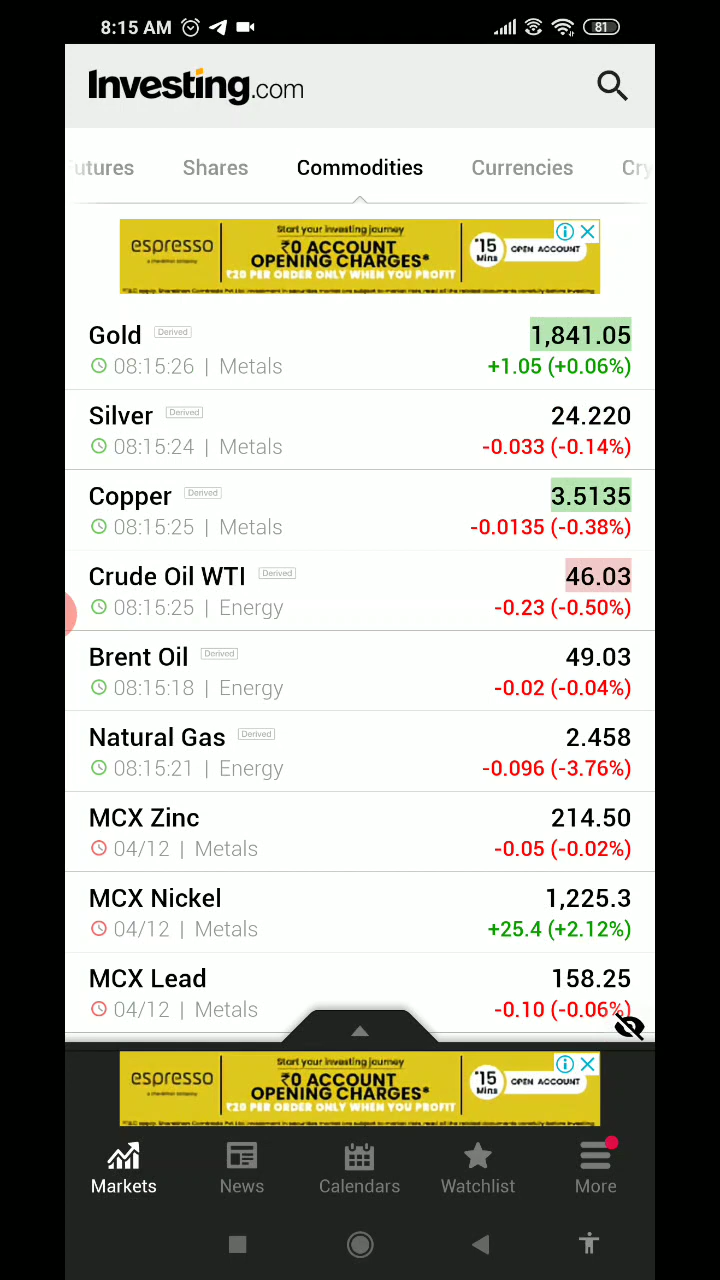 8:15 AM
81
Investing.com
utures Shares Commodities Currencies Cry
espresso
Start your investing journey
₹0 ACCOUNT
OPENING CHARGES*
₹20 PER ORDER ONLY WHEN YOU PROFIT
'15
Mins
OPEN ACCOUNT
Gold Derived 1,841.05
08:15:26 | Metals +1.05 (+0.06%)
Silver Derived 24.220
08:15:24 | Metals -0.033 (-0.14%)
Copper Derived 3.5135
08:15:25 | Metals -0.0135 (-0.38%)
Crude Oil WTI Derived 46.03
08:15:25 | Energy -0.23 (-0.50%)
Brent Oil Derived 49.03
08:15:18 | Energy -0.02 (-0.04%)
Natural Gas Derived 2.458
08:15:21 | Energy -0.096 (-3.76%)
MCX Zinc 214.50
04/12 | Metals -0.05 (-0.02%)
MCX Nickel 1,225.3
04/12 | Metals +25.4 (+2.12%)
MCX Lead 158.25
04/12 | Metals -0.10 (-0.06%)
espresso
Start your investing journey
₹0 ACCOUNT
OPENING CHARGES*
₹20 PER ORDER ONLY WHEN YOU PROFIT
'15
Mins
OPEN ACCOUNT
Markets News Calendars Watchlist More